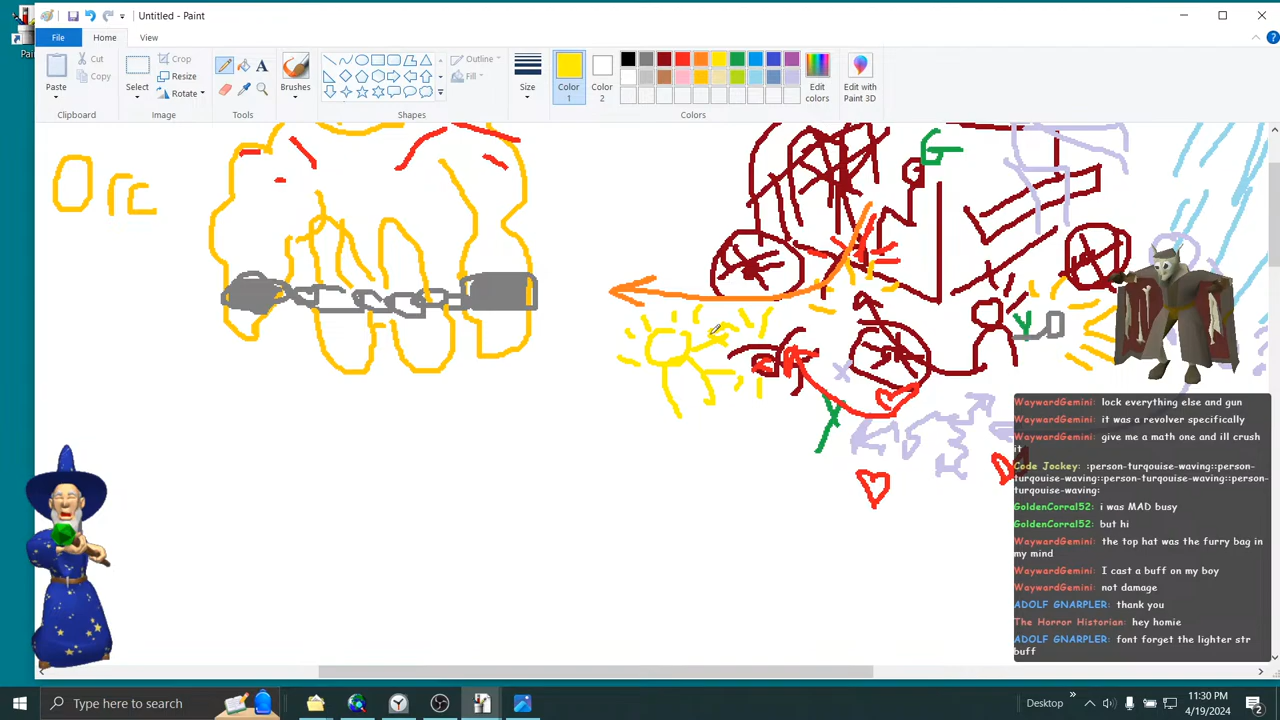 Untitled - Paint
File
Home
View
Paste
Cut
Copy
Clipboard
Select
Crop
Resize
Rotate
Image
A
Tools
Brushes
Outline
Fill
Shapes
Size
Color
1
Color
2
Edit
colors
Edit with
Paint 3D
Colors
Orc
G
Y
X
Y
WaywardGemini: lock everything else and gun
WaywardGemini: it was a revolver specifically
WaywardGemini: give me a math one and ill crush
it
Code Jockey: :person-turqouise-waving::person-
turqouise-waving::person-turqouise-waving::person-
turqouise-waving:
GoldenCorral52: i was MAD busy
GoldenCorral52: but hi
WaywardGemini: the top hat was the furry bag in
my mind
WaywardGemini: I cast a buff on my boy
WaywardGemini: not damage
ADOLF GNARPLER: thank you
The Horror Historian: hey homie
ADOLF GNARPLER: font forget the lighter str
buff
Type here to search
Desktop
11:30 PM
4/19/2024
2